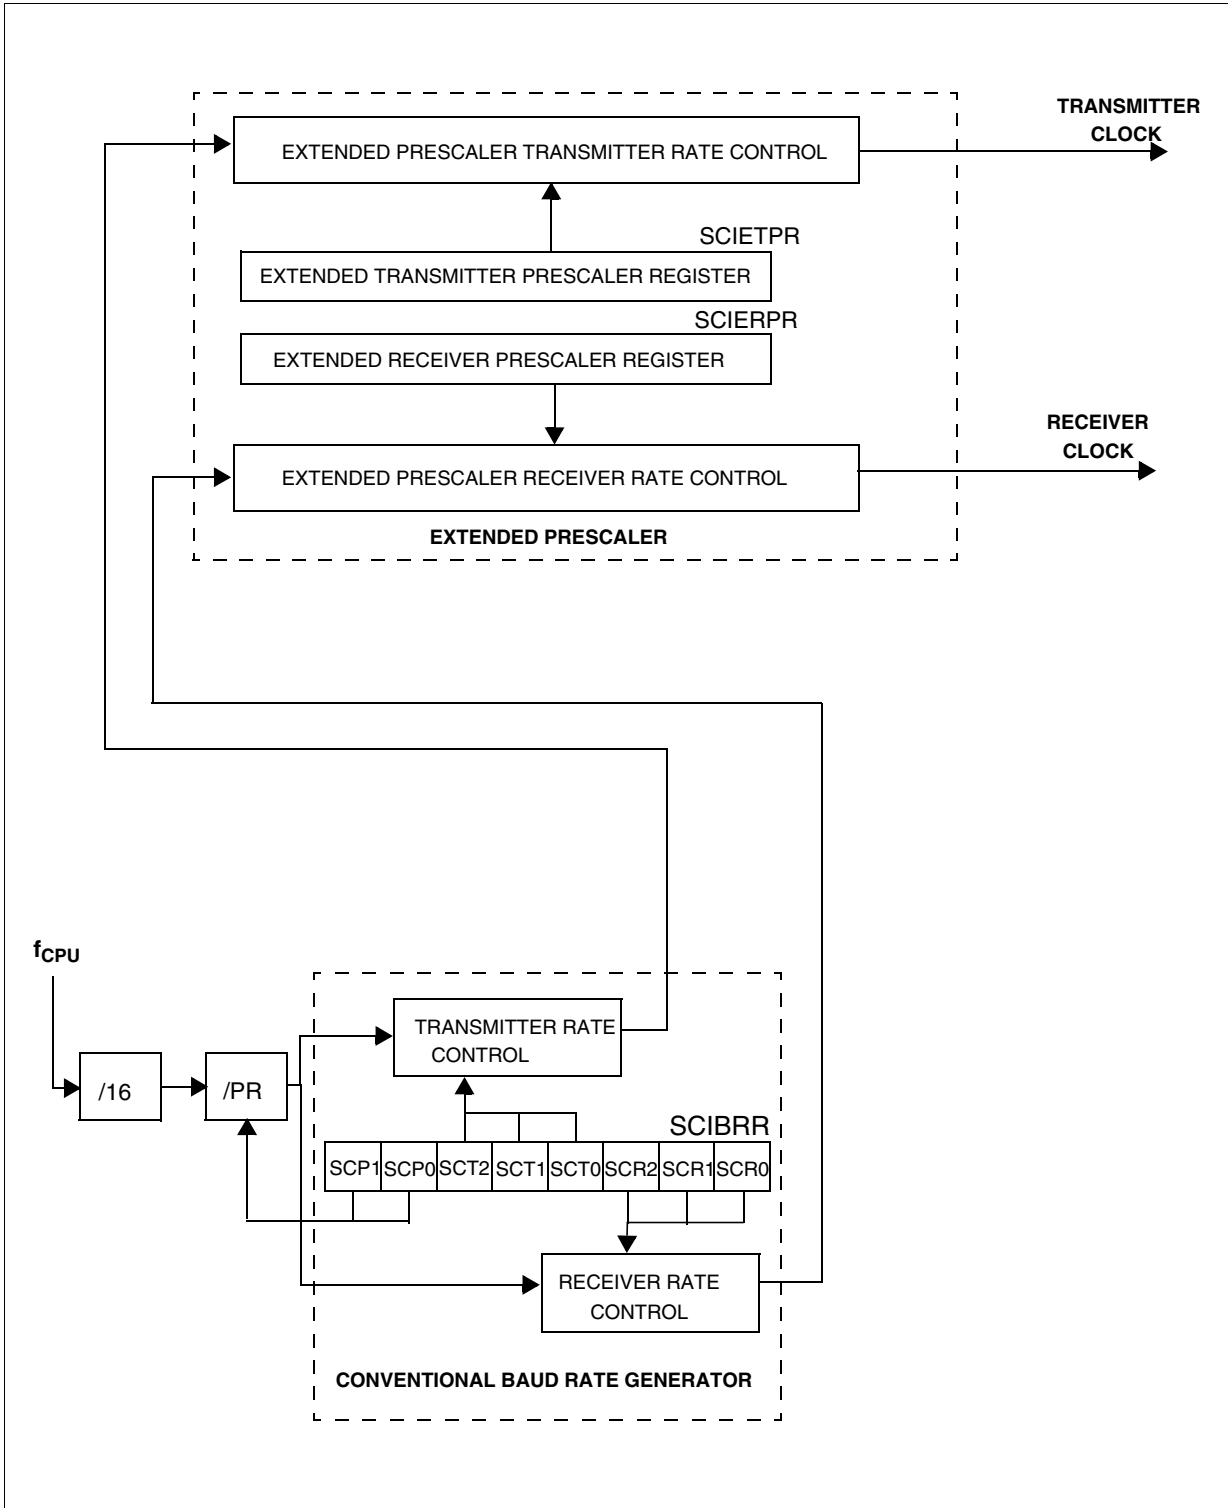 TRANSMITTER
CLOCK
EXTENDED PRESCALER TRANSMITTER RATE CONTROL
SCIETPR
EXTENDED TRANSMITTER PRESCALER REGISTER
SCIERPR
EXTENDED RECEIVER PRESCALER REGISTER
RECEIVER
CLOCK
EXTENDED PRESCALER RECEIVER RATE CONTROL
EXTENDED PRESCALER
fCPU
TRANSMITTER RATE
CONTROL
/16
/PR
SCIBRR
SCP1 SCP0 SCT2 SCT1 SCT0 SCR2 SCR1 SCR0
RECEIVER RATE
CONTROL
CONVENTIONAL BAUD RATE GENERATOR